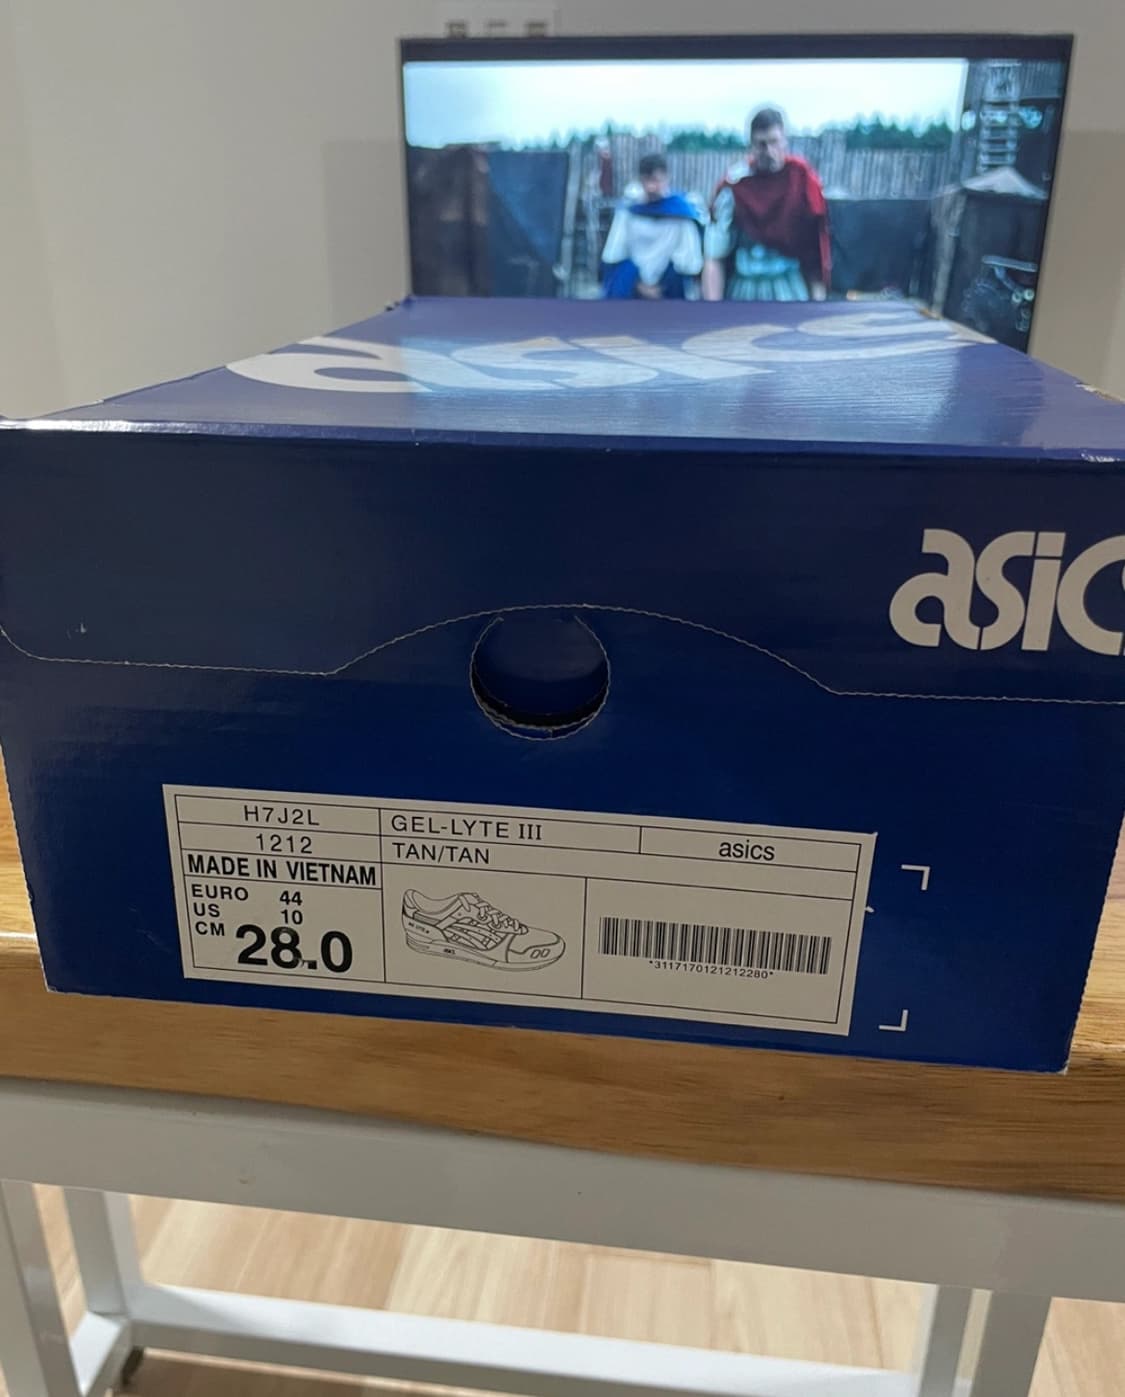 asics
asics
H7J2L
GEL-LYTE III
asics
1212
TAN/TAN
MADE IN VIETNAM
EURO 44
US 10
CM 28.0
*3117170121212280*